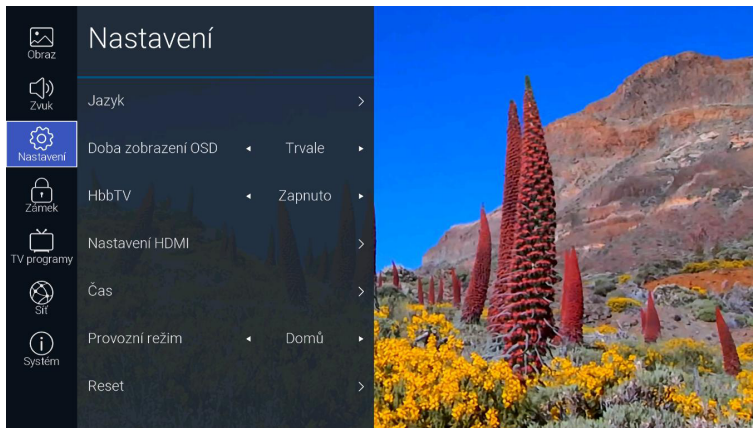 Obraz
Zvuk
Nastavení
Zámek
TV programy
Síť
Systém
Nastavení
Jazyk
Doba zobrazení OSD Trvale
HbbTV Zapnuto
Nastavení HDMI
Čas
Provozní režim Domů
Reset